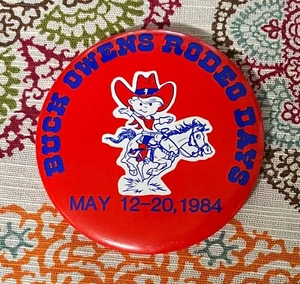 BUCK OWENS RODEO DAYS
MAY 12-20, 1984